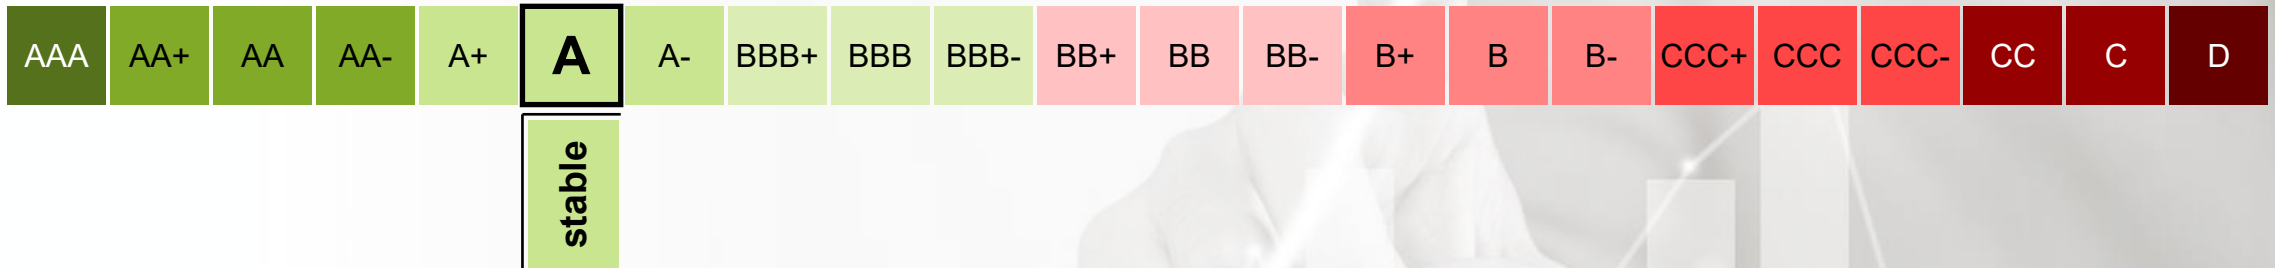 AAA AA+ AA AA- A+ A A- BBB+ BBB BBB- BB+ BB BB- B+ B B- CCC+ CCC CCC- CC C D
stable